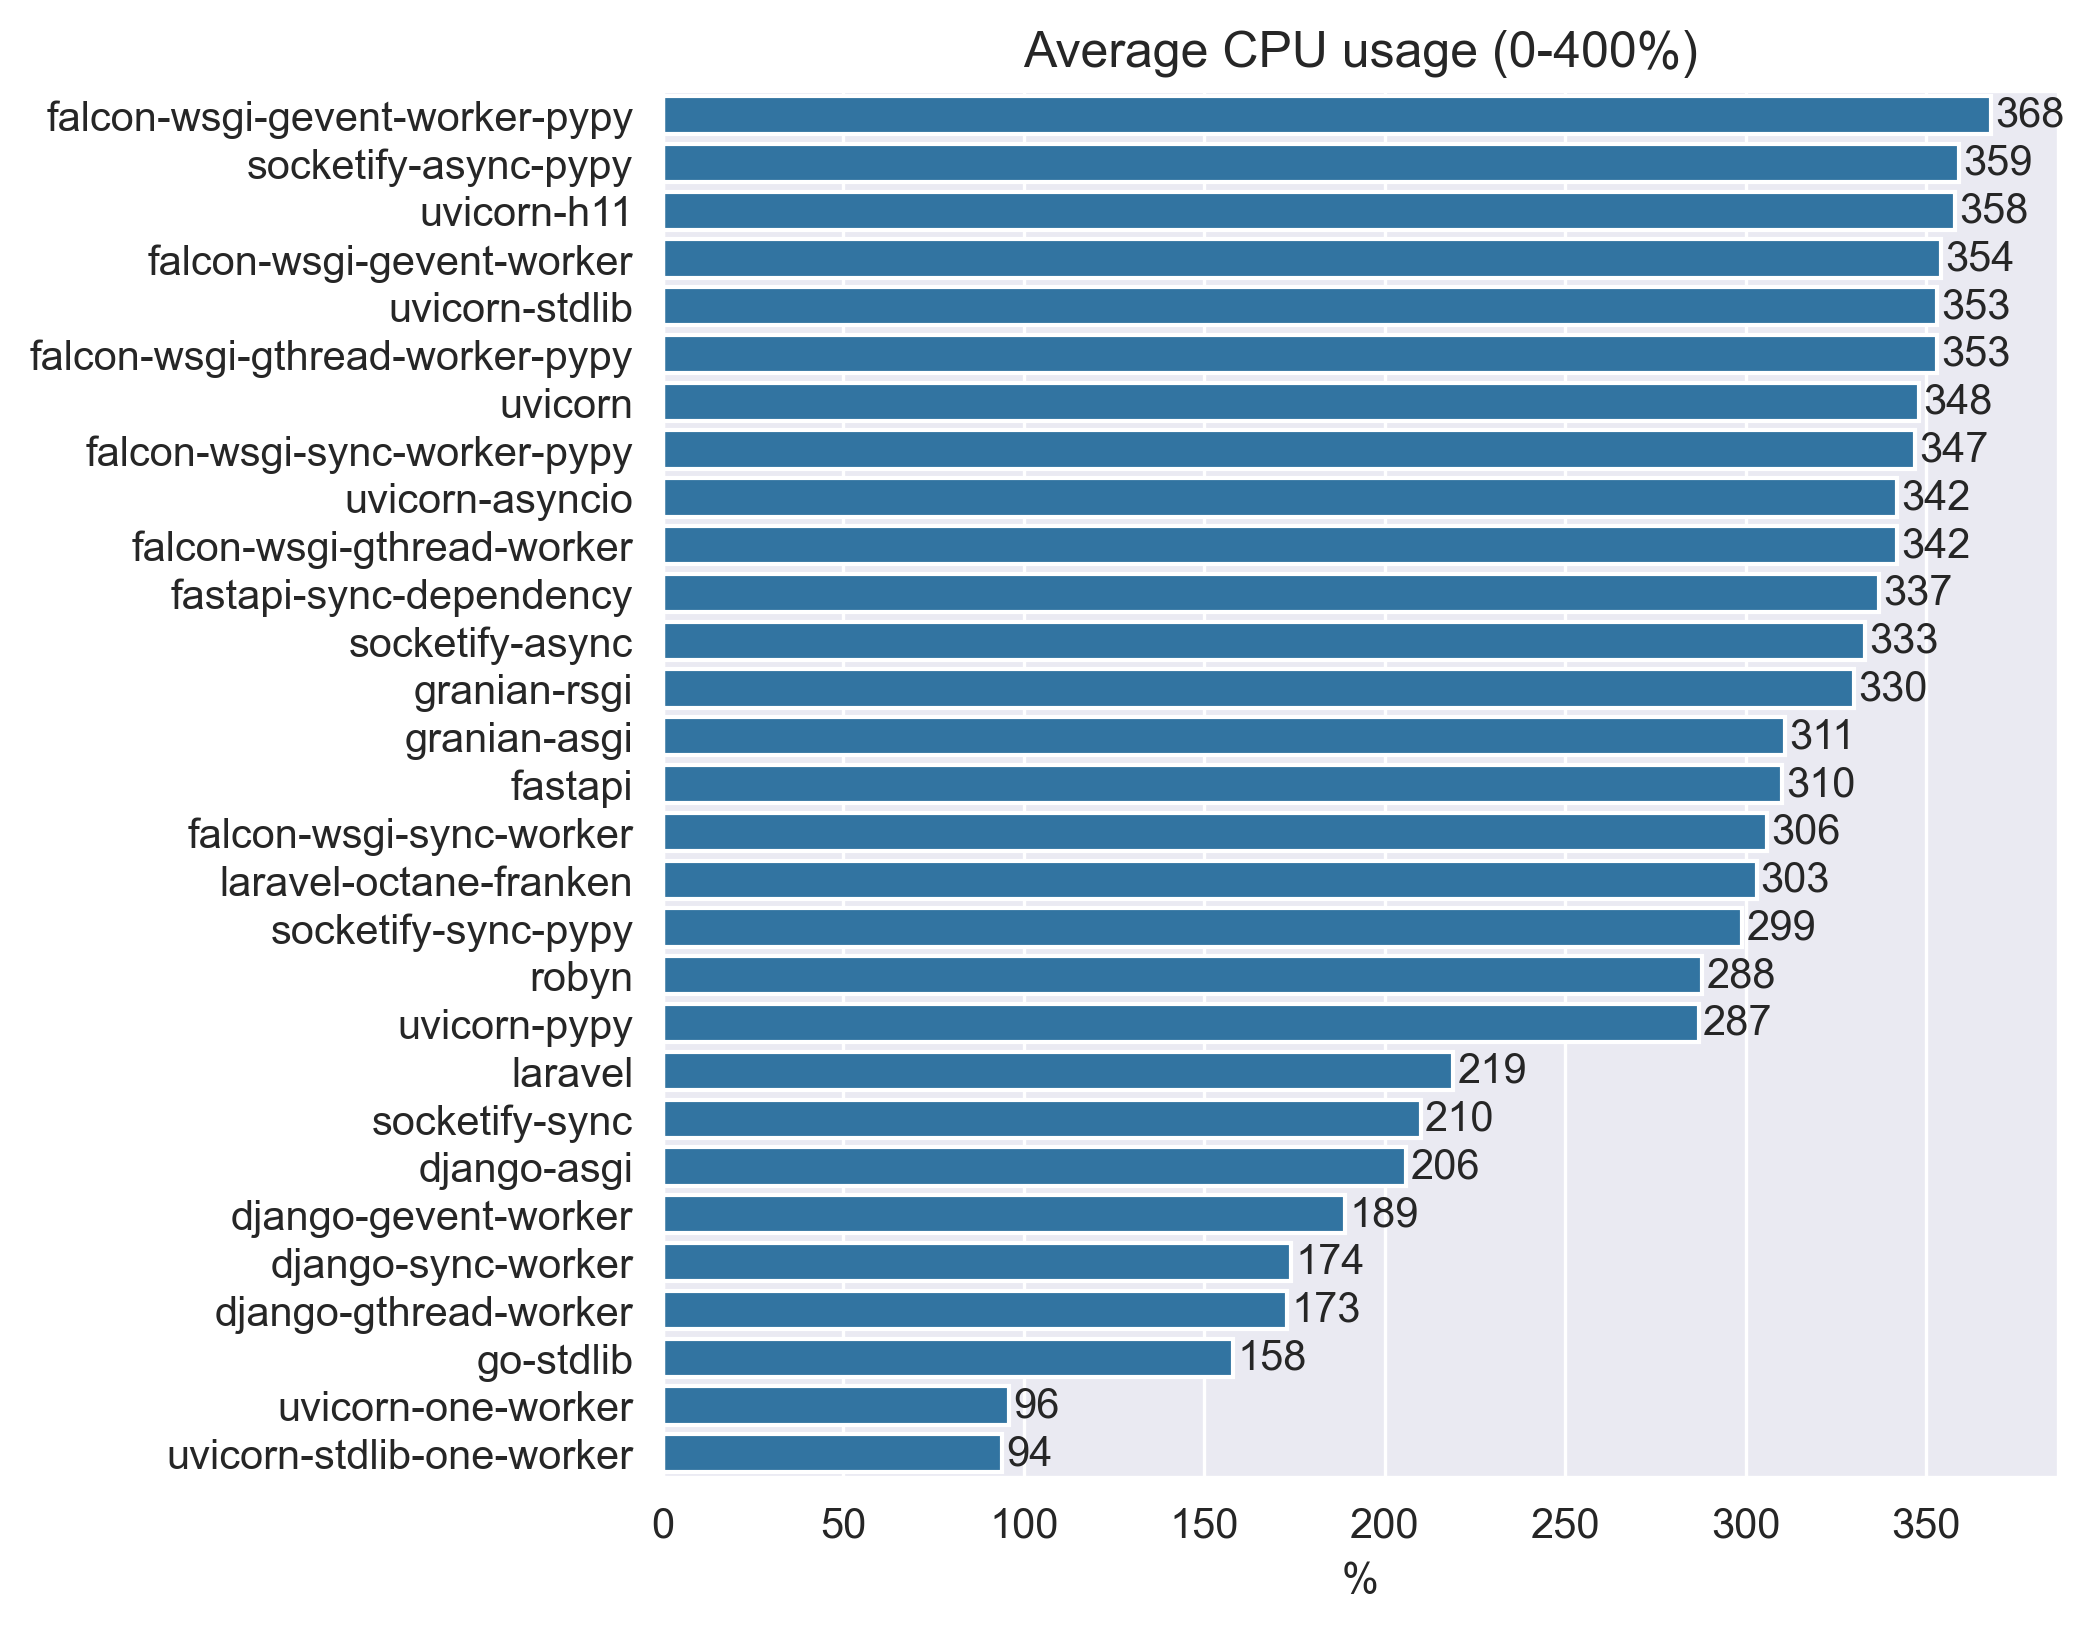 Average CPU usage (0-400%)
falcon-wsgi-gevent-worker-pypy 368
socketify-async-pypy 359
uvicorn-h11 358
falcon-wsgi-gevent-worker 354
uvicorn-stdlib 353
falcon-wsgi-gthread-worker-pypy 353
uvicorn 348
falcon-wsgi-sync-worker-pypy 347
uvicorn-asyncio 342
falcon-wsgi-gthread-worker 342
fastapi-sync-dependency 337
socketify-async 333
granian-rsgi 330
granian-asgi 311
fastapi 310
falcon-wsgi-sync-worker 306
laravel-octane-franken 303
socketify-sync-pypy 299
robyn 288
uvicorn-pypy 287
laravel 219
socketify-sync 210
django-asgi 206
django-gevent-worker 189
django-sync-worker 174
django-gthread-worker 173
go-stdlib 158
uvicorn-one-worker 96
uvicorn-stdlib-one-worker 94
0 50 100 150 200 250 300 350
%